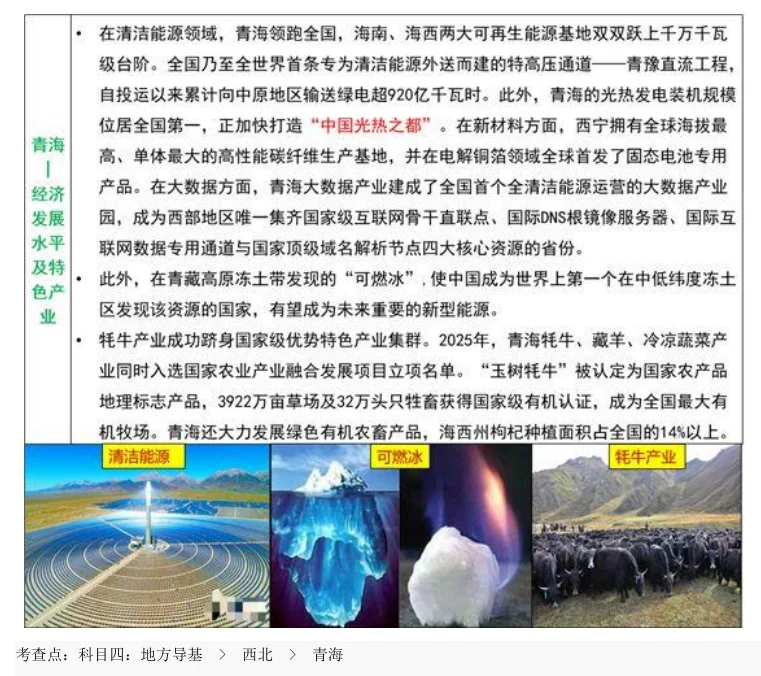 青海
|
经济
发展
水平
及特
色产
业
• 在清洁能源领域，青海领跑全国，海南、海西两大可再生能源基地双双跃上千万千瓦
级台阶。全国乃至全世界首条专为清洁能源外送而建的特高压通道——青豫直流工程，
自投运以来累计向中原地区输送绿电超920亿千瓦时。此外，青海的光热发电装机规模
位居全国第一，正加快打造“中国光热之都”。在新材料方面，西宁拥有全球海拔最
高、单体最大的高性能碳纤维生产基地，并在电解铜箔领域全球首发了固态电池专用
产品。在大数据方面，青海大数据产业建成了全国首个全清洁能源运营的大数据产业
园，成为西部地区唯一集齐国家级互联网骨干直联点、国际DNS根镜像服务器、国际互
联网数据专用通道与国家顶级域名解析节点四大核心资源的省份。
• 此外，在青藏高原冻土带发现的“可燃冰”,使中国成为世界上第一个在中低纬度冻土
区发现该资源的国家，有望成为未来重要的新型能源。
• 牦牛产业成功跻身国家级优势特色产业集群。2025年，青海牦牛、藏羊、冷凉蔬菜产
业同时入选国家农业产业融合发展项目立项名单。“玉树牦牛”被认定为国家农产品
地理标志产品，3922万亩草场及32万头只牲畜获得国家级有机认证，成为全国最大有
机牧场。青海还大力发展绿色有机农畜产品，海西州枸杞种植面积占全国的14%以上。
清洁能源
可燃冰
牦牛产业
考查点：科目四：地方导基 > 西北 > 青海